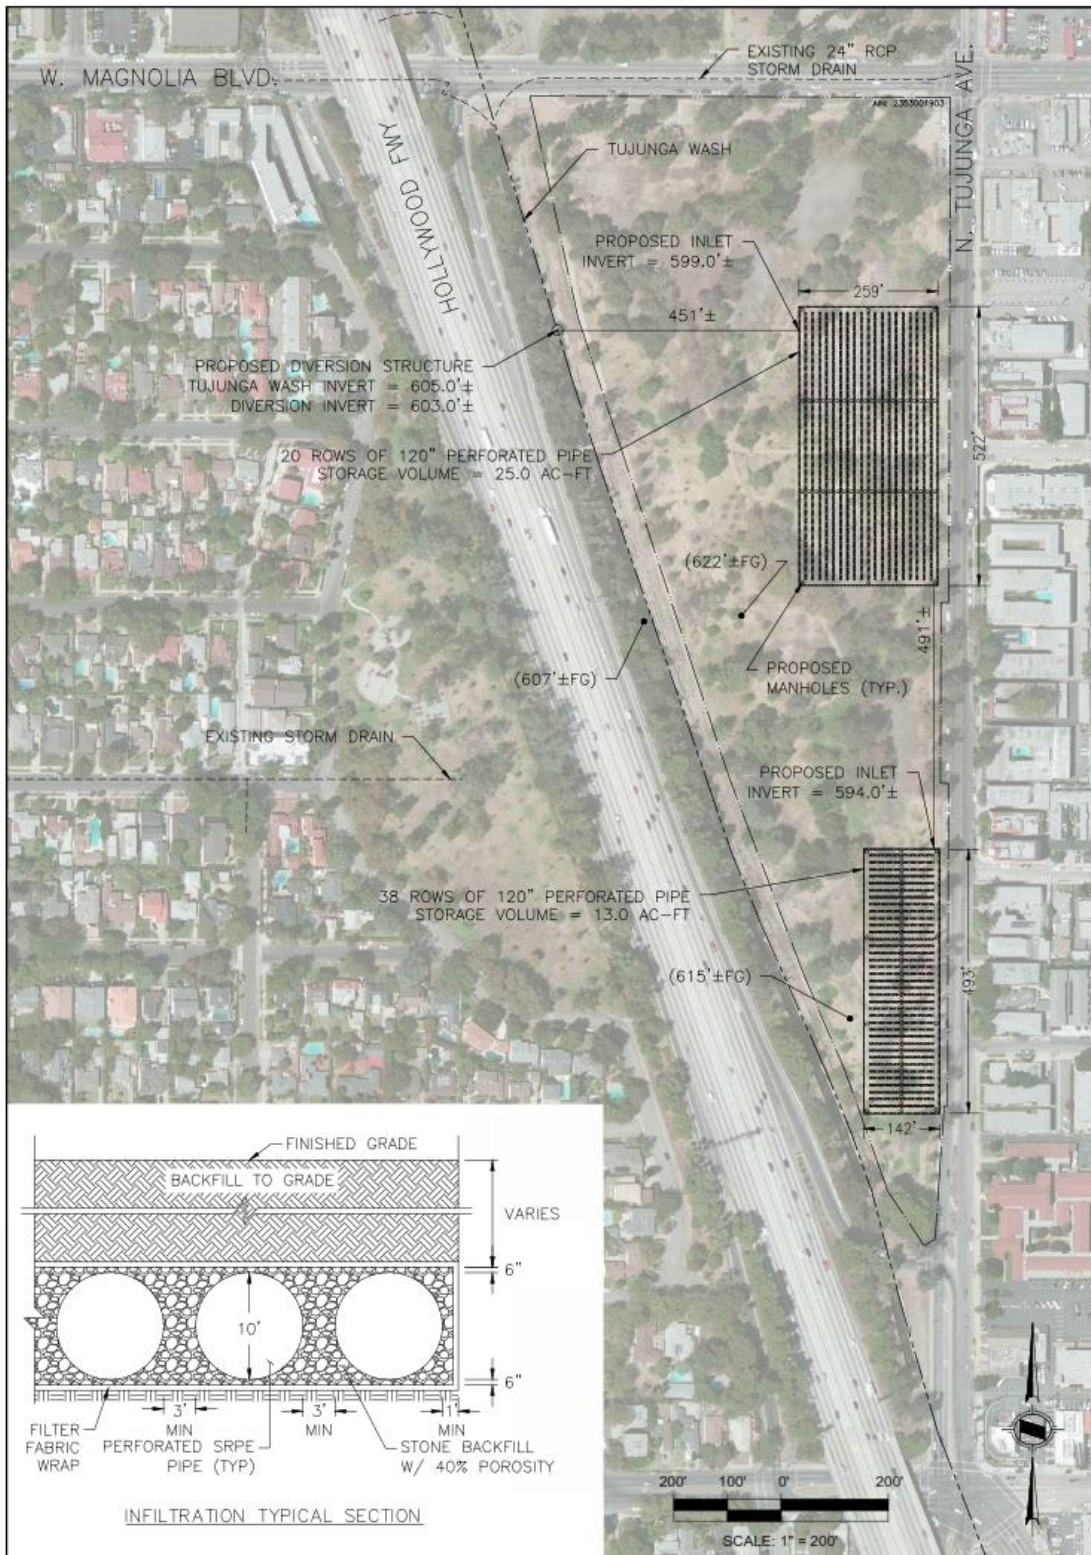 EXISTING 24" RCP
STORM DRAIN
W. MAGNOLIA BLVD.
N. TUJUNGA AVE.
AIN: 2353001903
HOLLYWOOD FWY
TUJUNGA WASH
PROPOSED INLET
INVERT = 599.0'±
259'
451'±
PROPOSED DIVERSION STRUCTURE
TUJUNGA WASH INVERT = 605.0'±
DIVERSION INVERT = 603.0'±
20 ROWS OF 120" PERFORATED PIPE
STORAGE VOLUME = 25.0 AC-FT
522'
(622'±FG)
491'±
(607'±FG)
PROPOSED
MANHOLES (TYP.)
EXISTING STORM DRAIN
PROPOSED INLET
INVERT = 594.0'±
38 ROWS OF 120" PERFORATED PIPE
STORAGE VOLUME = 13.0 AC-FT
(615'±FG)
493'
142'
FINISHED GRADE
BACKFILL TO GRADE
VARIES
6"
10'
6"
3'
MIN
3'
MIN
1'
MIN
FILTER
FABRIC
WRAP
PERFORATED SRPE
PIPE (TYP)
STONE BACKFILL
W/ 40% POROSITY
INFILTRATION TYPICAL SECTION
200' 100' 0' 200'
SCALE: 1" = 200'